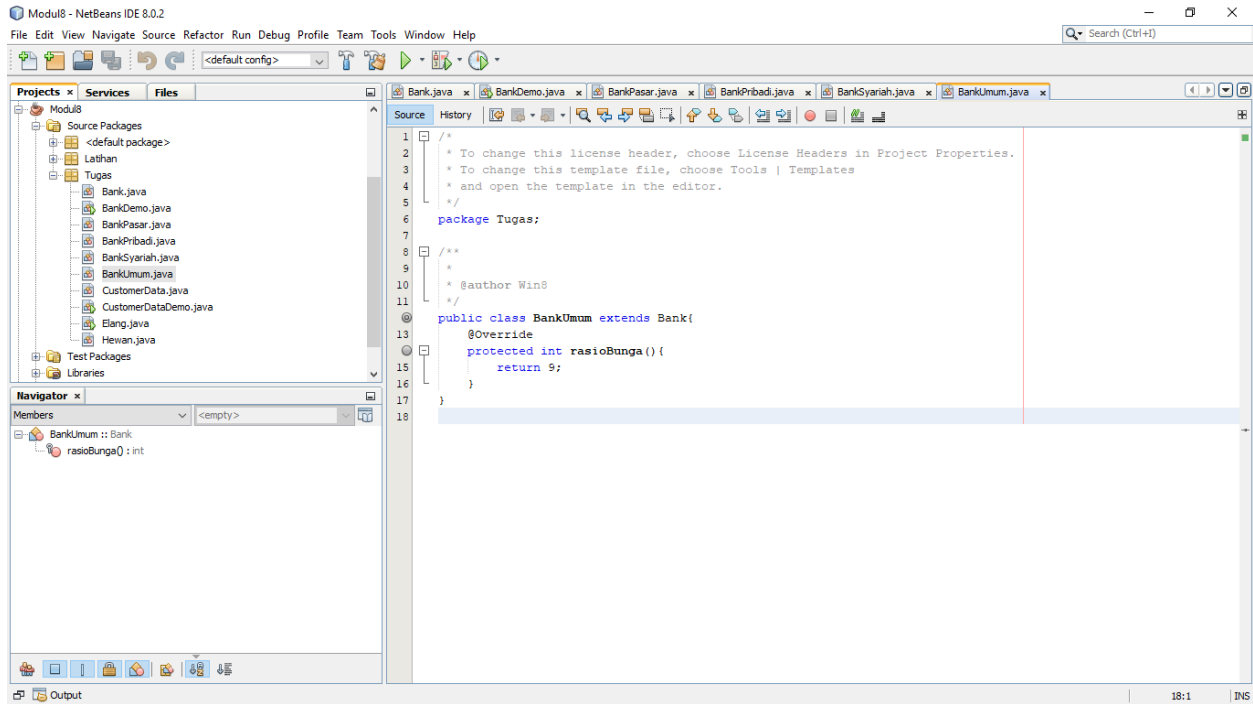 Modul8 - NetBeans IDE 8.0.2
File Edit View Navigate Source Refactor Run Debug Profile Team Tools Window Help
Search (Ctrl+I)
<default config>
Projects Services Files
Bank.java BankDemo.java BankPasar.java BankPribadi.java BankSyariah.java BankUmum.java
Modul8
Source Packages
<default package>
Latihan
Tugas
Bank.java
BankDemo.java
BankPasar.java
BankPribadi.java
BankSyariah.java
BankUmum.java
CustomerData.java
CustomerDataDemo.java
Elang.java
Hewan.java
Test Packages
Libraries
Navigator
Members <empty>
BankUmum :: Bank
rasioBunga() : int
Source History
1 /*
2 * To change this license header, choose License Headers in Project Properties.
3 * To change this template file, choose Tools | Templates
4 * and open the template in the editor.
5 */
6 package Tugas;
7
8 /**
9 *
10 * @author Win8
11 */
public class BankUmum extends Bank{
13 @Override
protected int rasioBunga(){
15 return 9;
16 }
17 }
18
Output
18:1 INS